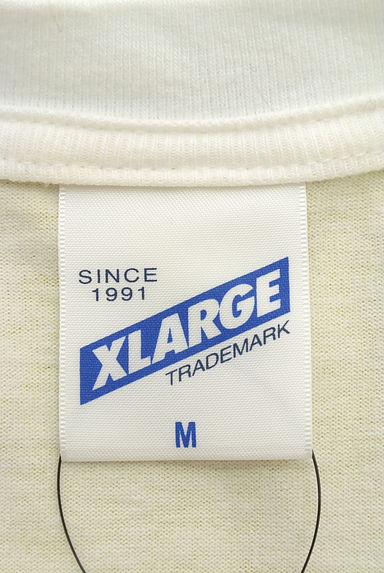 SINCE
1991
XLARGE
TRADEMARK
M